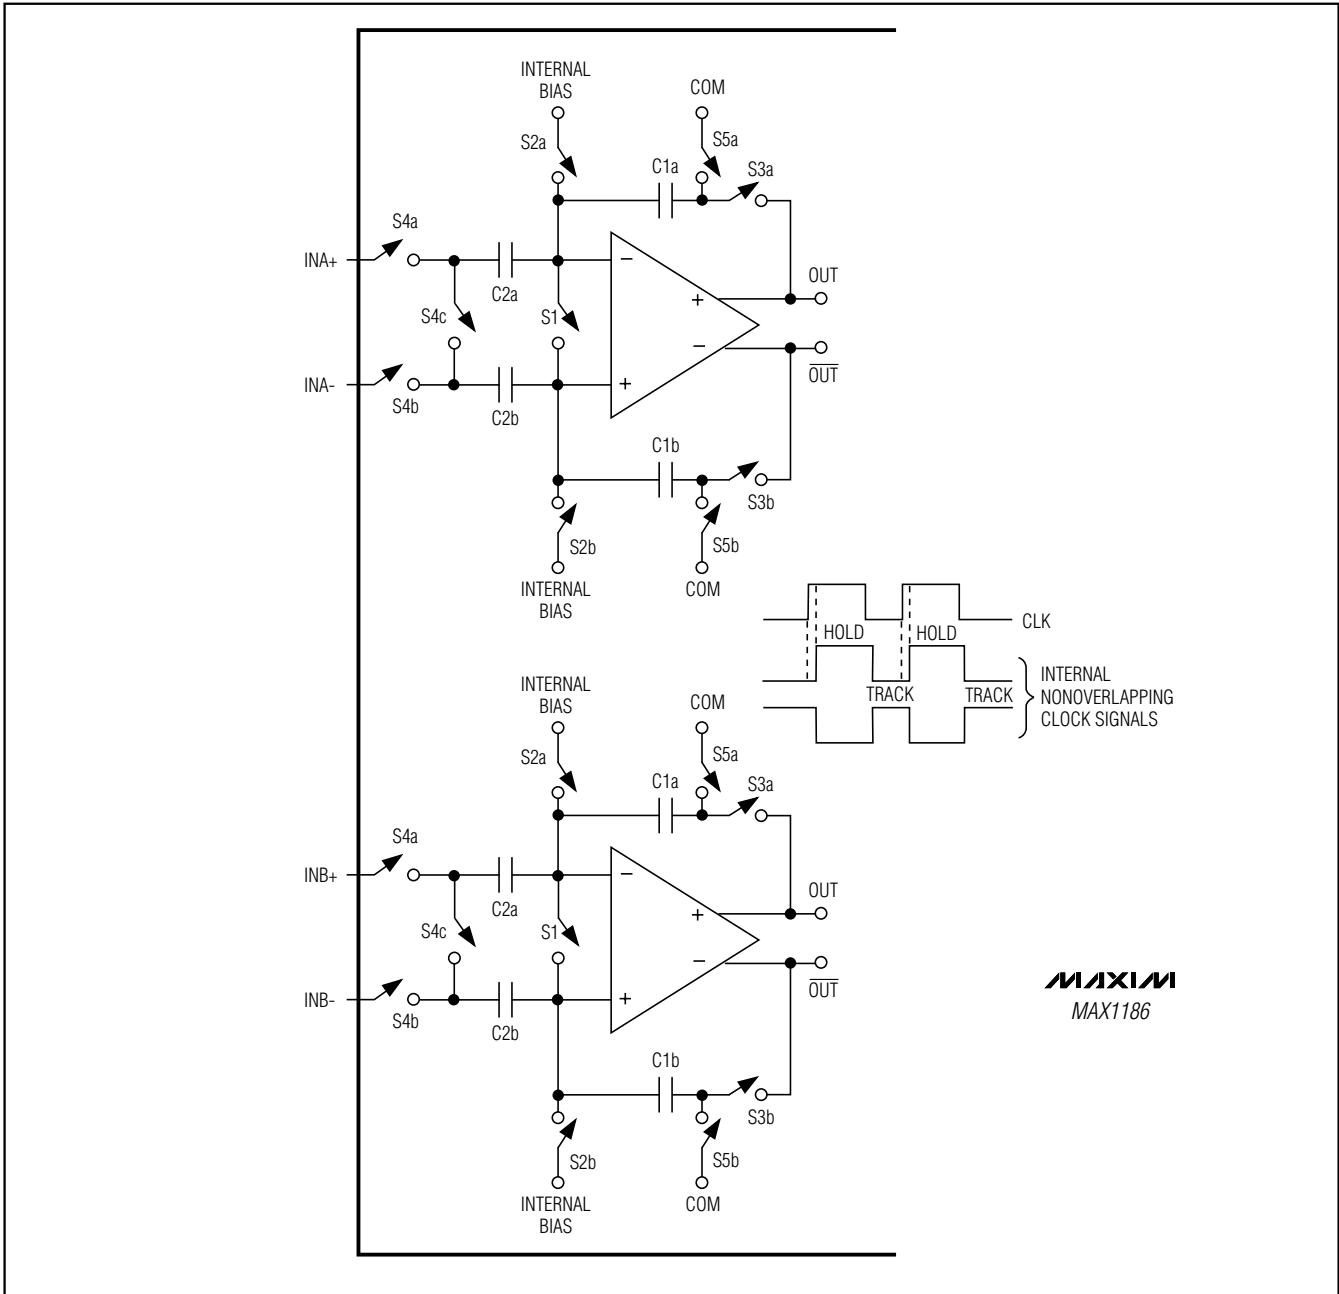 INTERNAL
BIAS
COM
S2a
S5a
C1a
S3a
S4a
INA+
C2a
−
OUT
+
S4c
S1
−
OUT
INA-
+
S4b
C2b
C1b
S3b
S2b
S5b
INTERNAL
BIAS
COM
CLK
HOLD
HOLD
TRACK
TRACK
INTERNAL
NONOVERLAPPING
CLOCK SIGNALS
INTERNAL
BIAS
COM
S2a
S5a
C1a
S3a
S4a
INB+
C2a
−
OUT
+
S4c
S1
−
OUT
INB-
+
S4b
C2b
C1b
S3b
S2b
S5b
INTERNAL
BIAS
COM
MAXIM
MAX1186